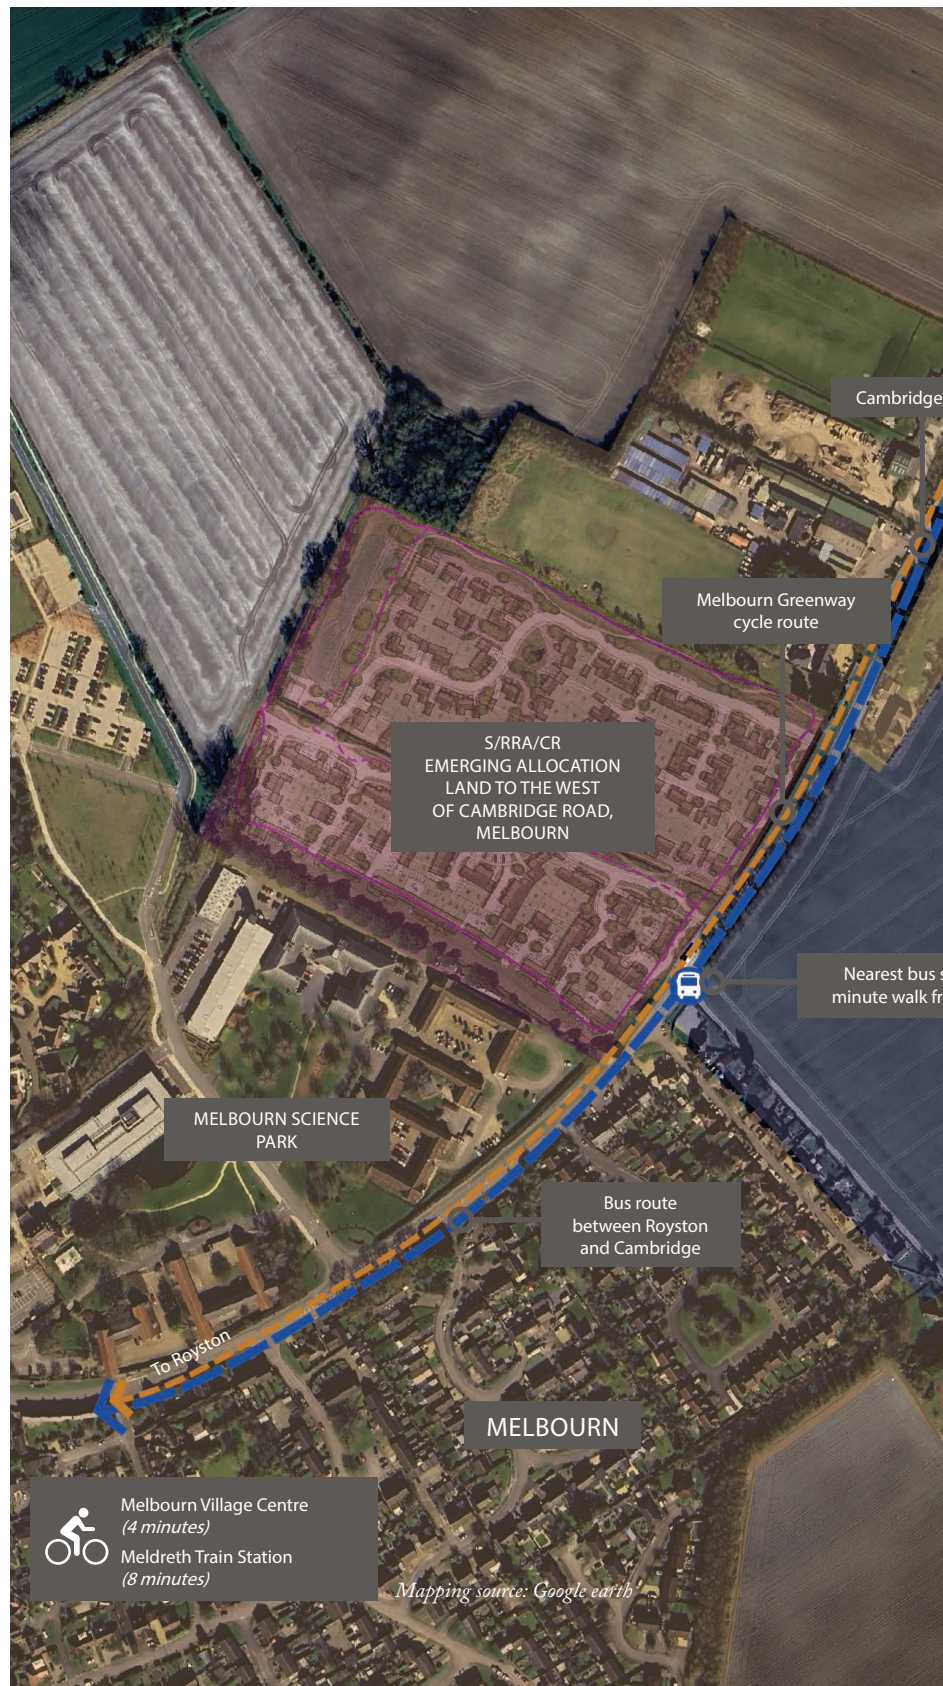 Cambridge
Melbourn Greenway
cycle route
S/RRA/CR
EMERGING ALLOCATION
LAND TO THE WEST
OF CAMBRIDGE ROAD,
MELBOURN
Nearest bus s
minute walk fr
MELBOURN SCIENCE
PARK
Bus route
between Royston
and Cambridge
To Royston
MELBOURN
Melbourn Village Centre
(4 minutes)
Meldreth Train Station
(8 minutes)
Mapping source: Google earth